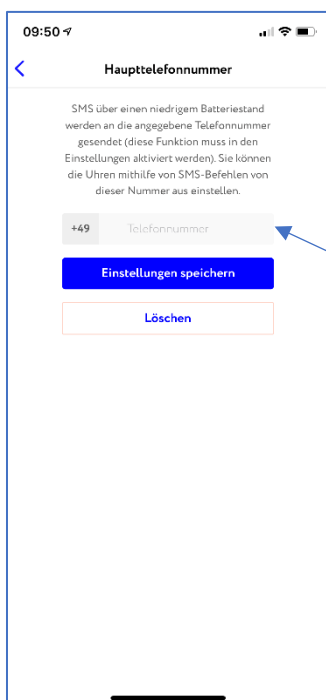 09:50
Haupttelefonnummer
SMS über einen niedrigem Batteriestand
werden an die angegebene Telefonnummer
gesendet (diese Funktion muss in den
Einstellungen aktiviert werden). Sie können
die Uhren mithilfe von SMS-Befehlen von
dieser Nummer aus einstellen.
+49 Telefonnummer
Einstellungen speichern
Löschen